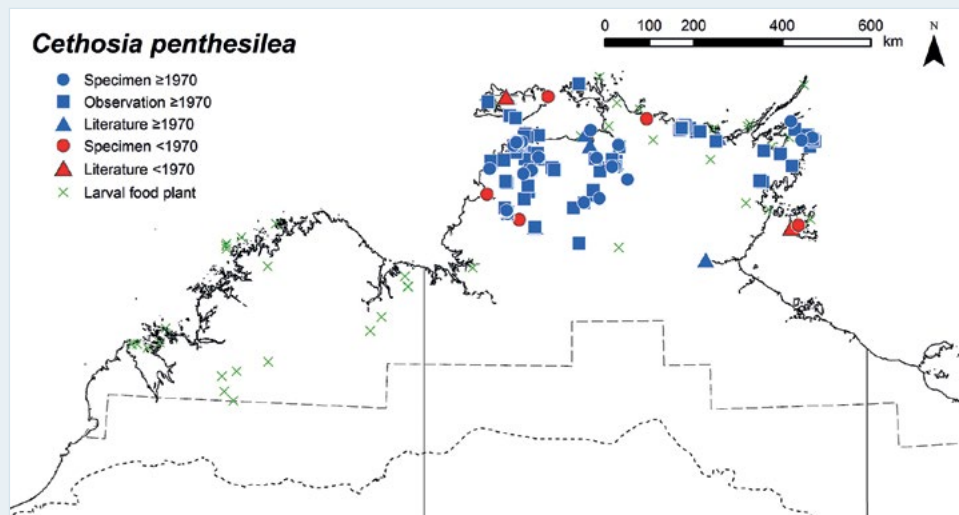 Cethosia penthesilea
0 100 200 400 600
km
N
Specimen ≥1970
Observation ≥1970
Literature ≥1970
Specimen <1970
Literature <1970
Larval food plant